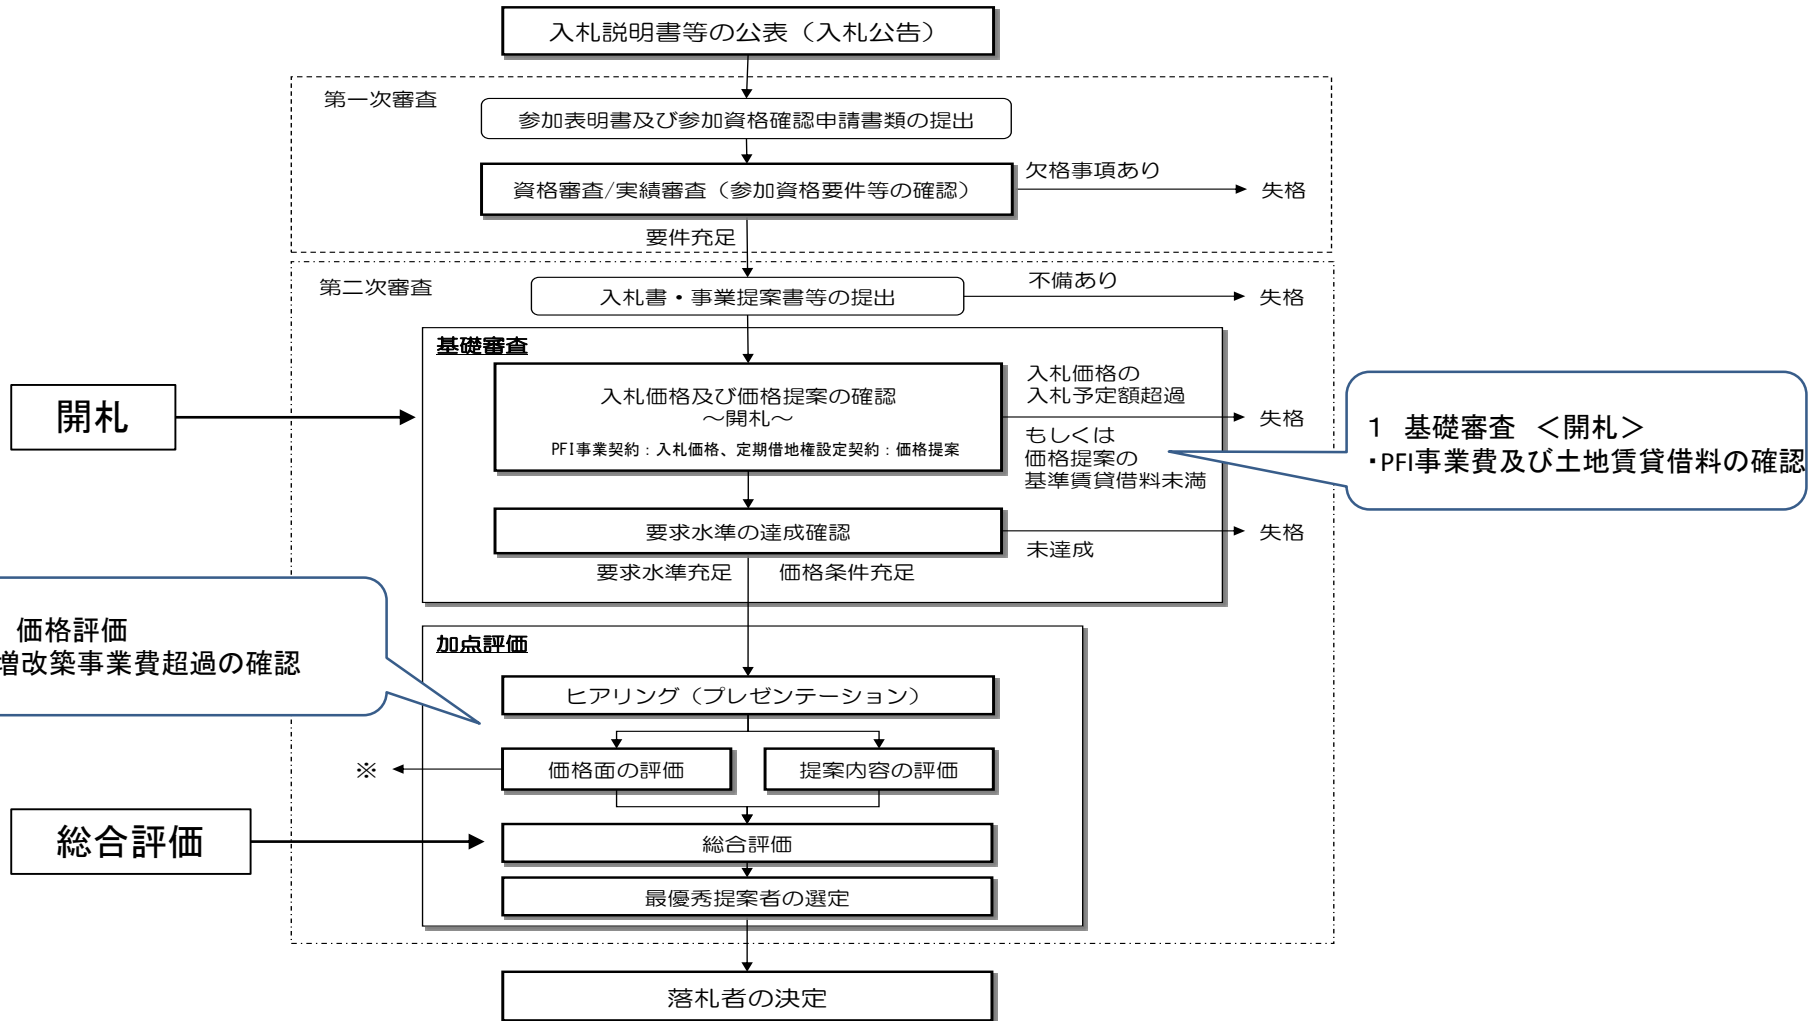 入札説明書等の公表（入札公告）
第一次審査
参加表明書及び参加資格確認申請書類の提出
資格審査/実績審査（参加資格要件等の確認）
欠格事項あり
失格
要件充足
第二次審査
入札書・事業提案書等の提出
不備あり
失格
基礎審査
開札
入札価格及び価格提案の確認
～開札～
PFI事業契約：入札価格、定期借地権設定契約：価格提案
入札価格の
入札予定額超過
もしくは
価格提案の
基準賃貸借料未満
失格
1　基礎審査　＜開札＞
・PFI事業費及び土地賃貸借料の確認
要求水準の達成確認
未達成
失格
要求水準充足
価格条件充足
価格評価
増改築事業費超過の確認
加点評価
ヒアリング（プレゼンテーション）
※
価格面の評価
提案内容の評価
総合評価
総合評価
最優秀提案者の選定
落札者の決定